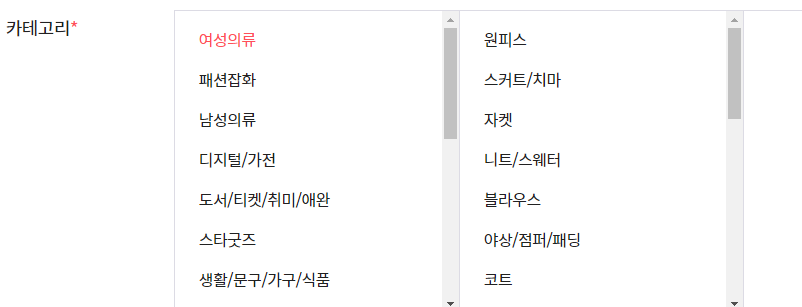 카테고리*
여성의류
패션잡화
남성의류
디지털/가전
도서/티켓/취미/애완
스타굿즈
생활/문구/가구/식품
원피스
스커트/치마
자켓
니트/스웨터
블라우스
야상/점퍼/패딩
코트